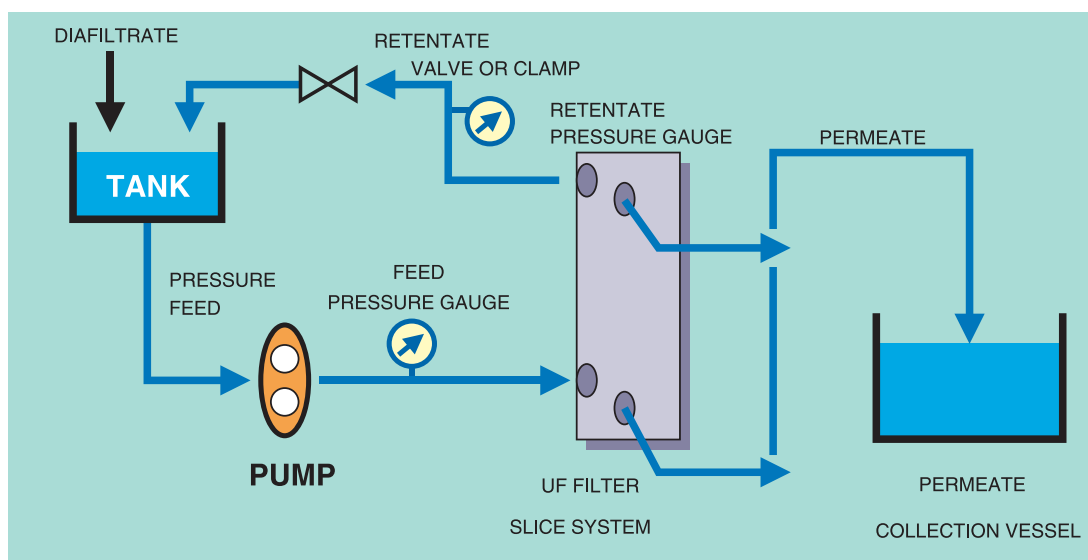 DIAFILTRATE
RETENTATE
VALVE OR CLAMP
RETENTATE
PRESSURE GAUGE
PERMEATE
TANK
PRESSURE
FEED
FEED
PRESSURE GAUGE
PUMP
UF FILTER
SLICE SYSTEM
PERMEATE
COLLECTION VESSEL